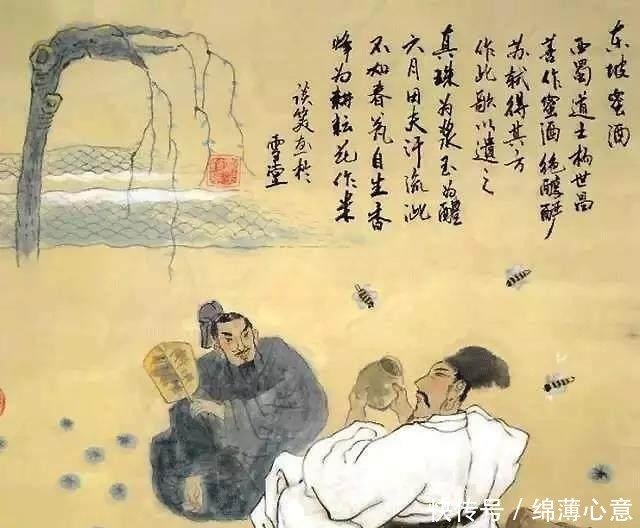 东坡蜜酒
西蜀道士杨世昌
善作蜜酒绝醇酽
苏轼得其方
作此歌以遗之
真珠为浆玉为醴
六月田夫汗流泚
不如春瓮自生香
蜂为耕耘花作米
谈於
雪堂
快传号 / 绵薄心意